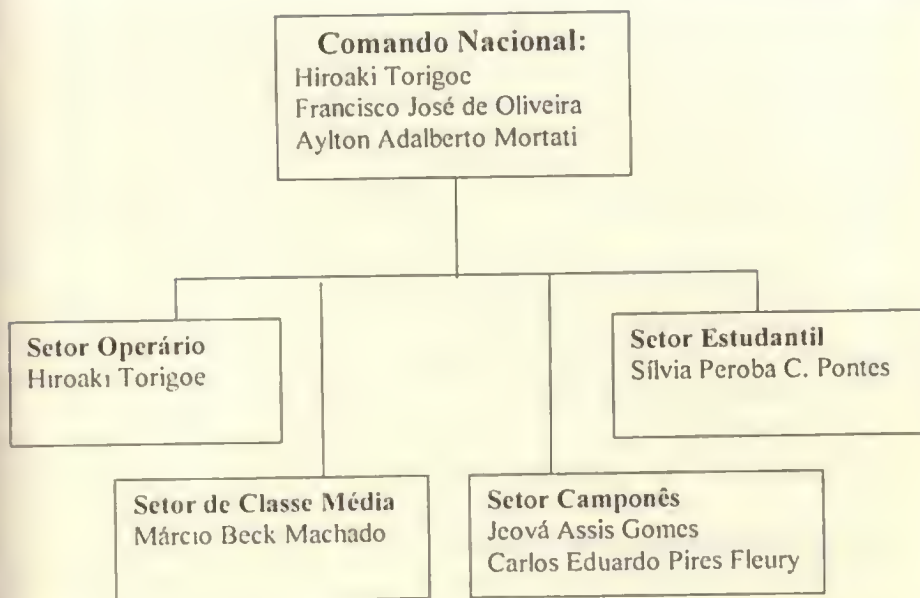 Comando Nacional:
Hiroaki Torigoe
Francisco José de Oliveira
Aylton Adalberto Mortati
Setor Operário
Hiroaki Torigoe
Setor Estudantil
Sílvia Peroba C. Pontes
Setor de Classe Média
Márcio Beck Machado
Setor Camponês
Jeová Assis Gomes
Carlos Eduardo Pires Fleury